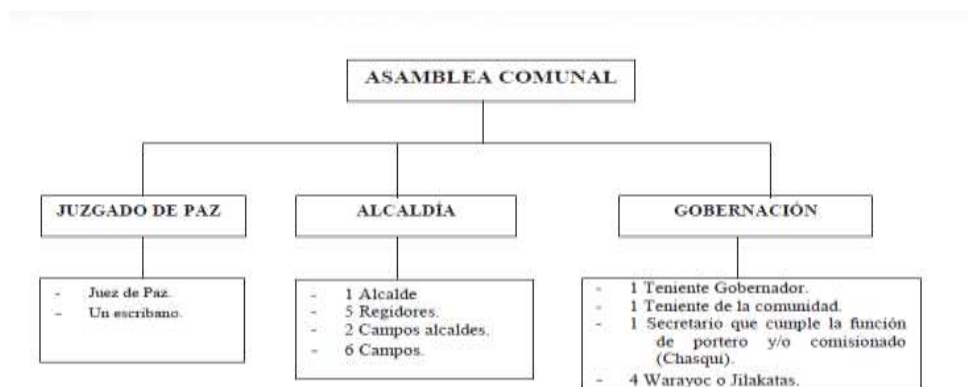 ASAMBLEA COMUNAL
JUZGADO DE PAZ
ALCALDÍA
GOBERNACIÓN
- Juez de Paz.
- Un escribano.
- 1 Alcalde
- 5 Regidores.
- 2 Campos alcaldes.
- 6 Campos.
- 1 Teniente Gobernador.
- 1 Teniente de la comunidad.
- 1 Secretario que cumple la función
de portero y/o comisionado
(Chasqui).
- 4 Warayoc o Jilakatas.